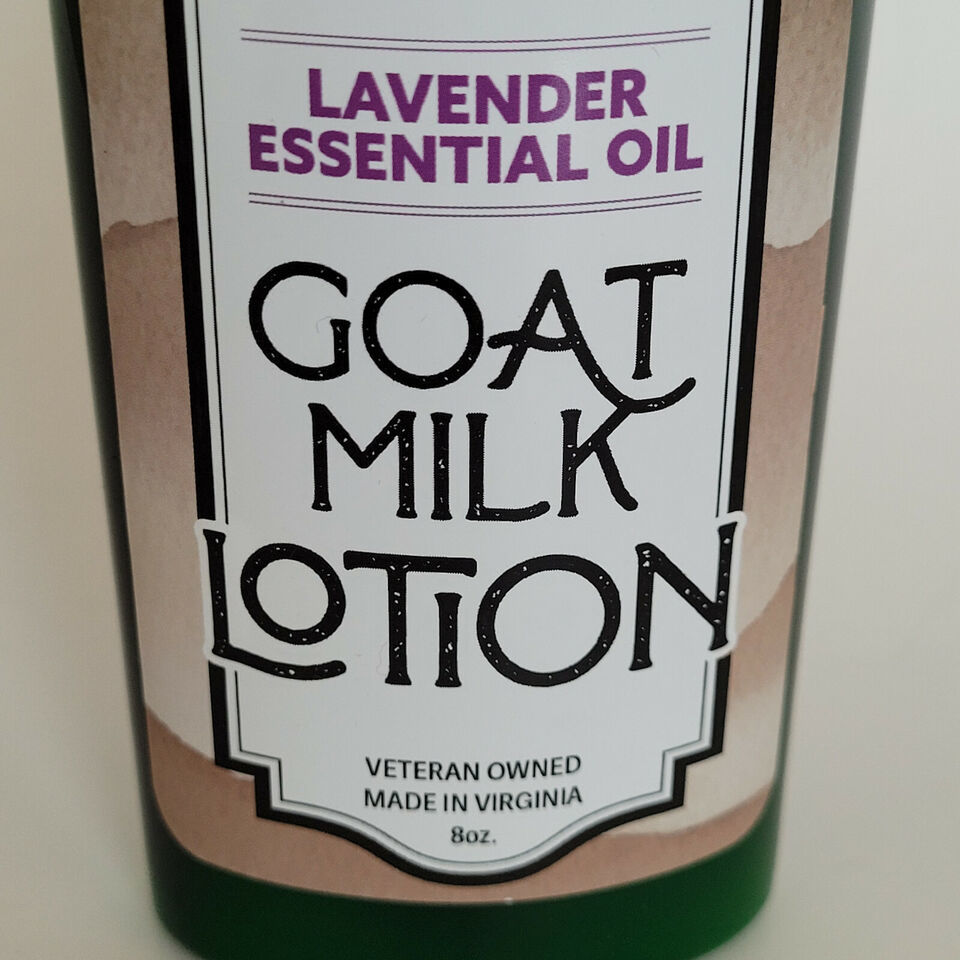 LAVENDER
ESSENTIAL OIL
GOAT
MILK
LOTION
VETERAN OWNED
MADE IN VIRGINIA
8oz.